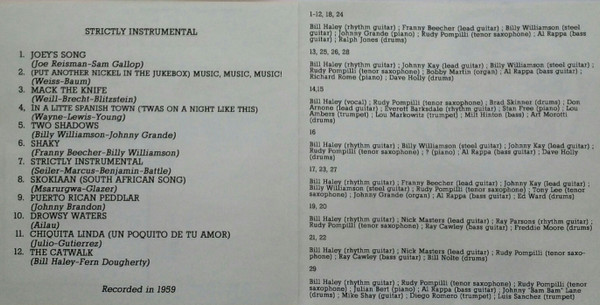 STRICTLY INSTRUMENTAL
1. JOEY'S SONG
(Joe Reisman-Sam Gallop)
2. (PUT ANOTHER NICKEL IN THE JUKEBOX) MUSIC, MUSIC, MUSIC!
(Weiss-Baum)
3. MACK THE KNIFE
(Weill-Brecht-Blitzstein)
4. IN A LITTE SPANISH TOWN ('TWAS ON A NIGHT LIKE THIS)
(Wayne-Lewis-Young)
5. TWO SHADOWS
(Billy Williamson-Johnny Grande)
6. SHAKY
(Franny Beecher-Billy Williamson)
7. STRICTLY INSTRUMENTAL
(Seiler-Marcus-Benjamin-Battle)
8. SKOKIAAN (SOUTH AFRICAN SONG)
(Msarurgwa-Glazer)
9. PUERTO RICAN PEDDLAR
(Johnny Brandon)
10. DROWSY WATERS
(Ailau)
11. CHIQUITA LINDA (UN POQUITO DE TU AMOR)
(Julio-Gutierrez)
12. THE CATWALK
(Bill Haley-Fern Dougherty)
Recorded in 1959
1-12, 18, 24
Bill Haley (rhythm guitar) ; Franny Beecher (lead guitar) ; Billy Williamson (steel
guitar) ; Johnny Grande (piano) ; Rudy Pompilli (tenor saxophone) ; Al Rappa (bass
guitar) ; Ralph Jones (drums)
13, 25, 26, 28
Bill Haley (rhythm guitar) ; Johnny Kay (lead guitar) ; Billy Williamson (steel guitar) ;
Rudy Pompilli (tenor saxophone) ; Bobby Martin (organ) ; Al Rappa (bass guitar) ;
Richard Rome (piano) ; Dave Holly (drums)
14,15
Bill Haley (vocal) ; Rudy Pompilli (tenor saxophone) ; Brad Skinner (drums) ; Don
Arnone (lead guitar) ; Everett Barksdale (rhythm guitar) ; Stan Free (piano) ; Lou
Ambers (trumpet) ; Lou Markowitz (trumpet) ; Milt Hinton (bass) ; Art Morotti
(drums)
16
Bill Haley (rhythm guitar) ; Billy Williamson (steel guitar) ; Johnny Kay (lead guitar) ;
Rudy Pompilli (tenor saxophone) ; ? (piano) ; Al Rappa (bass guitar) ; Dave Holly
(drums)
17, 23, 27
Bill Haley (rhythm guitar) ; Franny Beecher (lead guitar) ; Johnny Kay (lead guitar) ;
Billy Williamson (steel guitar) ; Rudy Pompilli (tenor saxophone) ; Tony Lee (tenor
saxophone) ; Johnny Grande (organ) ; Al Rappa (bass guitar) ; Ed Ward (drums)
19, 20
Bill Haley (rhythm guitar) ; Nick Masters (lead guitar) ; Ray Parsons (rhythm guitar) ;
Rudy Pompilli (tenor saxophone) ; Ray Cawley (bass guitar) ; Freddie Moore (drums)
21, 22
Bill Haley (rhythm guitar) ; Nick Masters (lead guitar) ; Rudy Pompilli (tenor saxo-
phone) ; Ray Cawley (bass guitar) ; Bill Nolte (drums)
29
Bill Haley (rhythm guitar) ; Rudy Pompilli (tenor saxophone) ; Rudy Pompilli (tenor
saxophone) ; Julian Bert (piano) ; Al Rappa (bass guitar) ; Johnny "Bam Bam" Lane
(drums) ; Mike Shay (guitar) ; Diego Romero (trumpet) ; Luis Sanchez (trumpet)